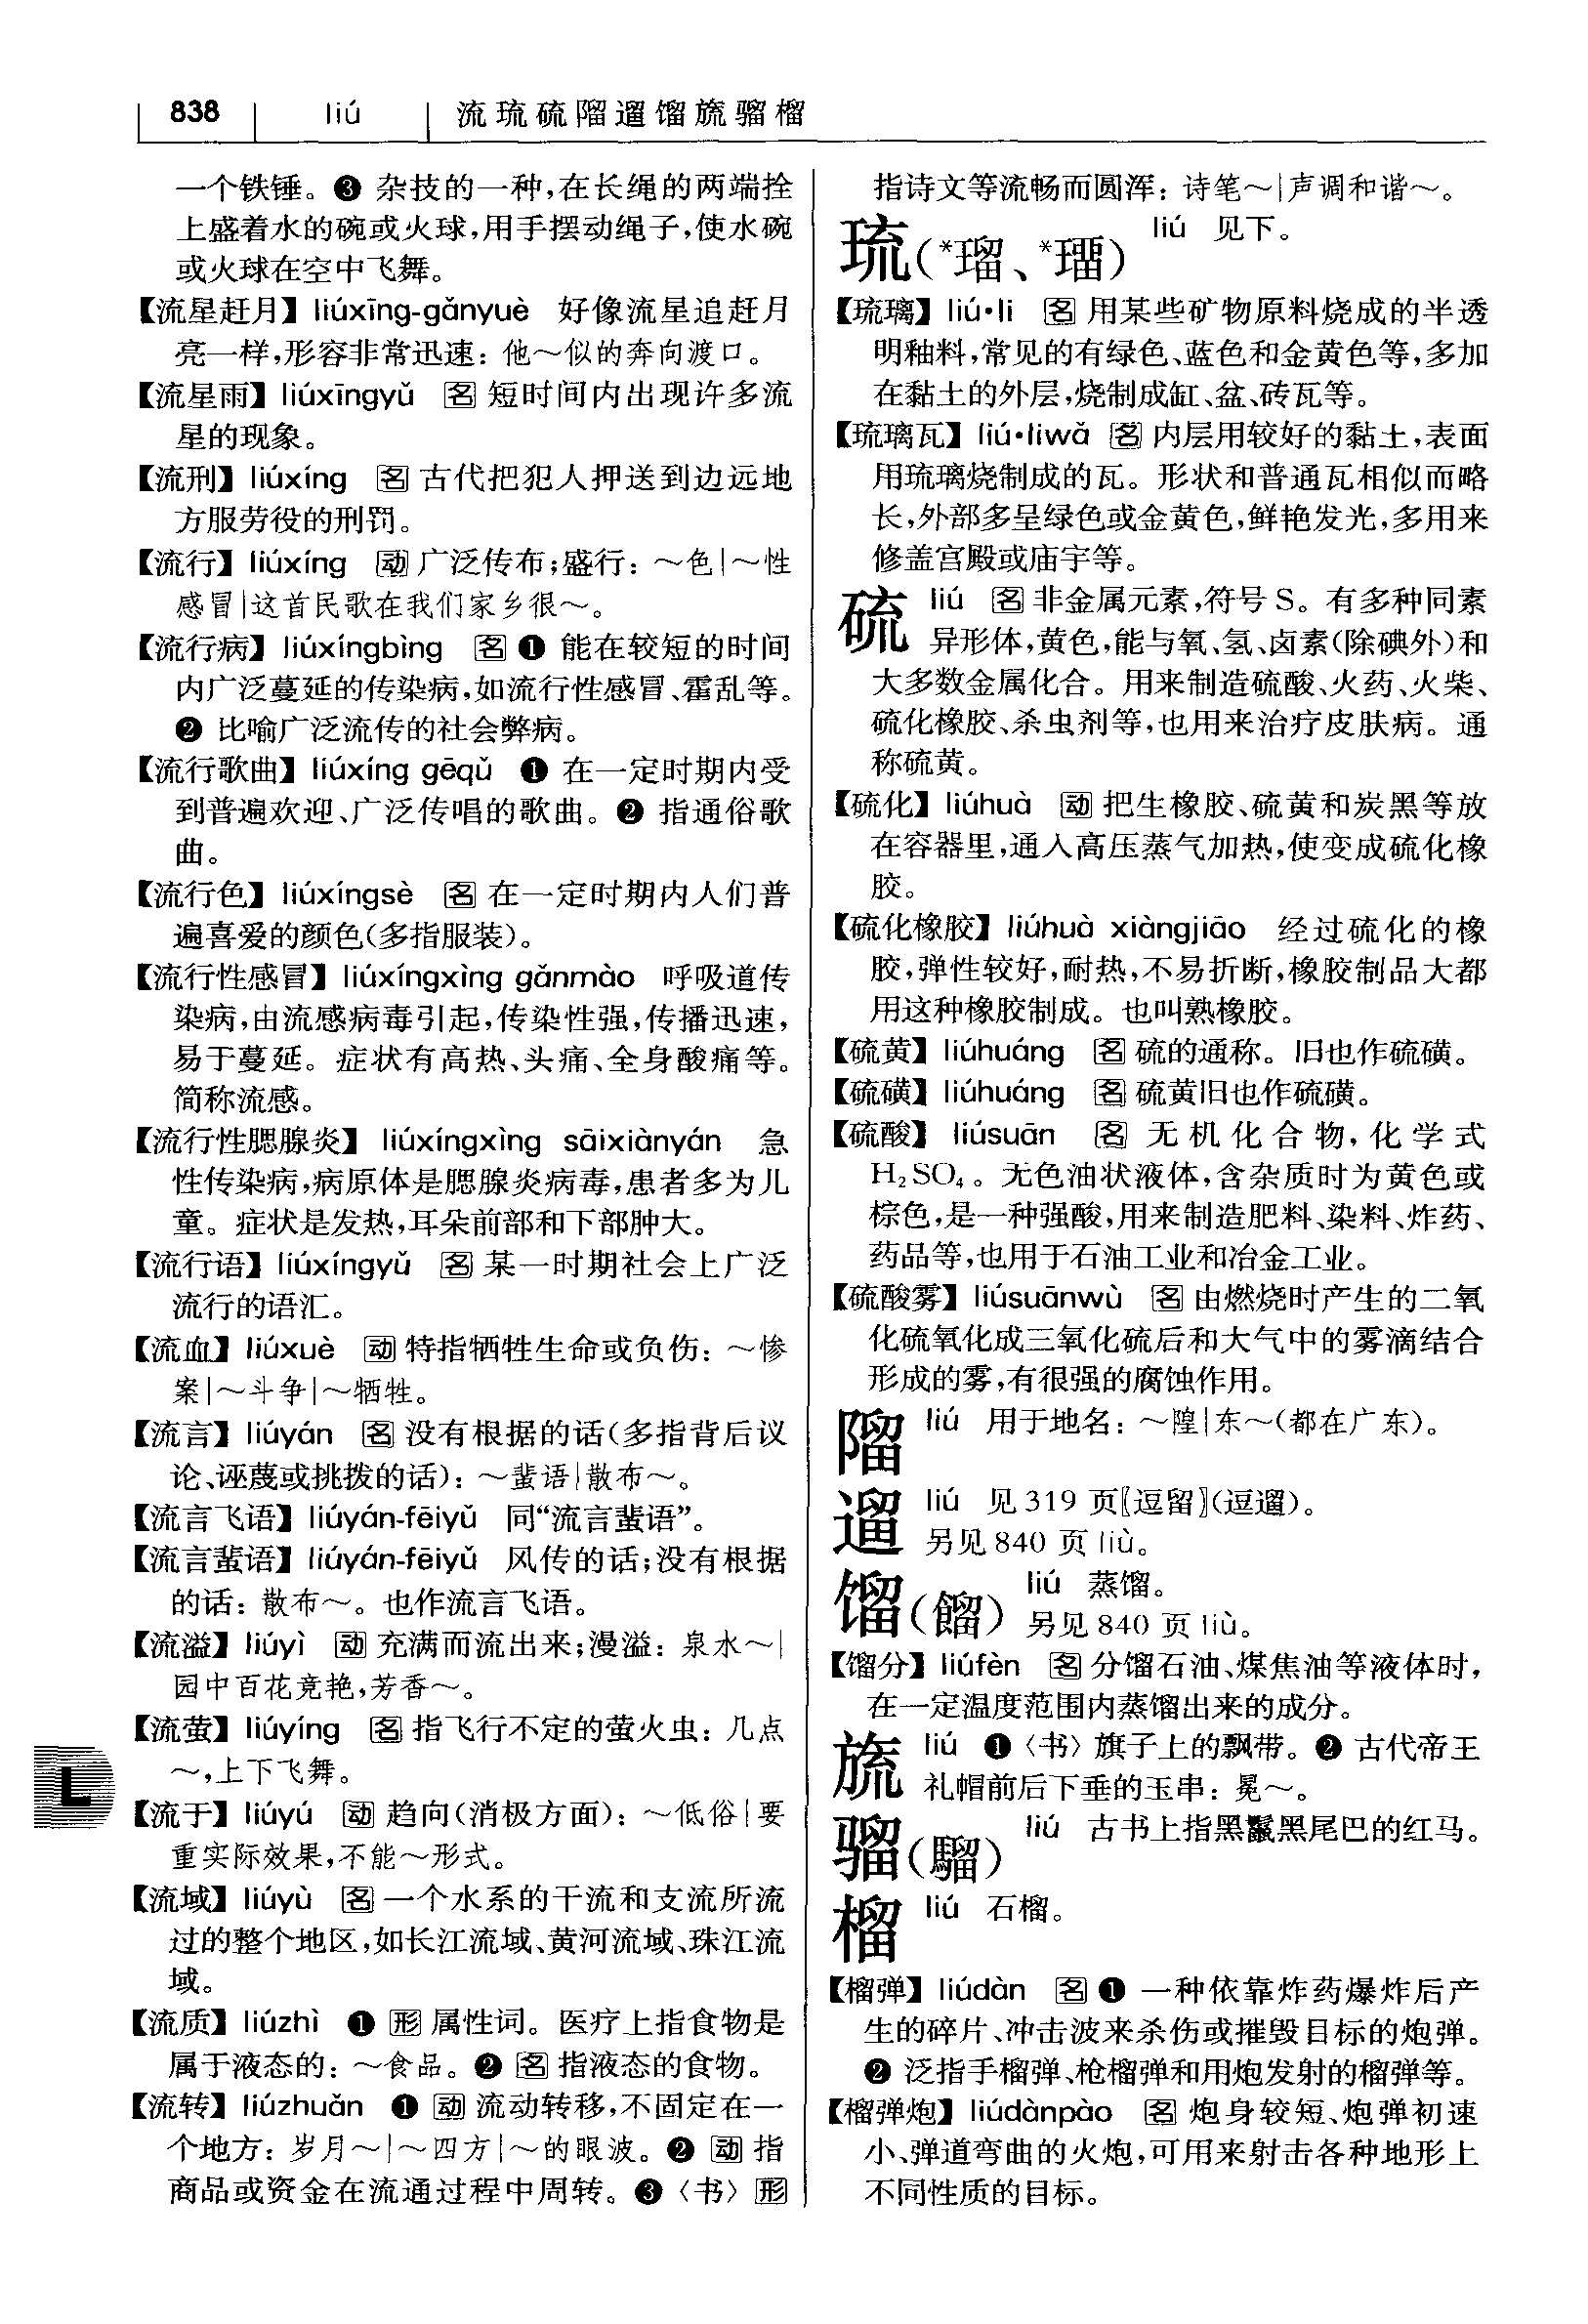 838 liú 流琉硫𨻧遛馏旒骝榴
一个铁锤。❸ 杂技的一种,在长绳的两端拴
上盛着水的碗或火球,用手摆动绳子,使水碗
或火球在空中飞舞。
【流星赶月】liúxīng-gǎnyuè 好像流星追赶月
亮一样,形容非常迅速:他～似的奔向渡口。
【流星雨】liúxīngyǔ 名 短时间内出现许多流
星的现象。
【流刑】liúxíng 名 古代把犯人押送到边远地
方服劳役的刑罚。
【流行】liúxíng 动 广泛传布;盛行:～色|～性
感冒|这首民歌在我们家乡很～。
【流行病】liúxíngbìng 名 ❶ 能在较短的时间
内广泛蔓延的传染病,如流行性感冒、霍乱等。
❷ 比喻广泛流传的社会弊病。
【流行歌曲】liúxíng gēqǔ ❶ 在一定时期内受
到普遍欢迎、广泛传唱的歌曲。❷ 指通俗歌
曲。
【流行色】liúxíngsè 名 在一定时期内人们普
遍喜爱的颜色(多指服装)。
【流行性感冒】liúxíngxìng gǎnmào 呼吸道传
染病,由流感病毒引起,传染性强,传播迅速,
易于蔓延。症状有高热、头痛、全身酸痛等。
简称流感。
【流行性腮腺炎】liúxíngxìng sāixiànyán 急
性传染病,病原体是腮腺炎病毒,患者多为儿
童。症状是发热,耳朵前部和下部肿大。
【流行语】liúxíngyǔ 名 某一时期社会上广泛
流行的语汇。
【流血】liúxuè 动 特指牺牲生命或负伤:～惨
案|～斗争|～牺牲。
【流言】liúyán 名 没有根据的话(多指背后议
论、诬蔑或挑拨的话):～蜚语|散布～。
【流言飞语】liúyán-fēiyǔ 同“流言蜚语”。
【流言蜚语】liúyán-fēiyǔ 风传的话;没有根据
的话:散布～。也作流言飞语。
【流溢】liúyì 动 充满而流出来;漫溢:泉水～|
园中百花竞艳,芳香～。
【流萤】liúyíng 名 指飞行不定的萤火虫:几点
～,上下飞舞。
【流于】liúyú 动 趋向(消极方面):～低俗|要
重实际效果,不能～形式。
【流域】liúyù 名 一个水系的干流和支流所流
过的整个地区,如长江流域、黄河流域、珠江流
域。
【流质】liúzhì ❶ 形 属性词。医疗上指食物是
属于液态的:～食品。❷ 名 指液态的食物。
【流转】liúzhuǎn ❶ 动 流动转移,不固定在一
个地方:岁月～|～四方|～的眼波。❷ 动 指
商品或资金在流通过程中周转。❸〈书〉形
L
指诗文等流畅而圆浑:诗笔～|声调和谐～。
琉(*瑠、*璢) liú 见下。
【琉璃】liú·li 名 用某些矿物原料烧成的半透
明釉料,常见的有绿色、蓝色和金黄色等,多加
在黏土的外层,烧制成缸、盆、砖瓦等。
【琉璃瓦】liú·liwǎ 名 内层用较好的黏土,表面
用琉璃烧制成的瓦。形状和普通瓦相似而略
长,外部多呈绿色或金黄色,鲜艳发光,多用来
修盖宫殿或庙宇等。
硫 liú 名 非金属元素,符号 S。有多种同素
异形体,黄色,能与氧、氢、卤素(除碘外)和
大多数金属化合。用来制造硫酸、火药、火柴、
硫化橡胶、杀虫剂等,也用来治疗皮肤病。通
称硫黄。
【硫化】liúhuà 动 把生橡胶、硫黄和炭黑等放
在容器里,通入高压蒸气加热,使变成硫化橡
胶。
【硫化橡胶】liúhuà xiàngjiāo 经过硫化的橡
胶,弹性较好,耐热,不易折断,橡胶制品大都
用这种橡胶制成。也叫熟橡胶。
【硫黄】liúhuáng 名 硫的通称。旧也作硫磺。
【硫磺】liúhuáng 名 硫黄旧也作硫磺。
【硫酸】liúsuān 名 无机化合物,化学式
H₂SO₄。无色油状液体,含杂质时为黄色或
棕色,是一种强酸,用来制造肥料、染料、炸药、
药品等,也用于石油工业和冶金工业。
【硫酸雾】liúsuānwù 名 由燃烧时产生的二氧
化硫氧化成三氧化硫后和大气中的雾滴结合
形成的雾,有很强的腐蚀作用。
𨻧 liú 用于地名:～隍|东～(都在广东)。
遛 liú 见 319 页〖逗留〗(逗遛)。
另见 840 页 liù。
馏(餾) liú 蒸馏。
另见 840 页 liù。
【馏分】liúfèn 名 分馏石油、煤焦油等液体时,
在一定温度范围内蒸馏出来的成分。
旒 liú ❶〈书〉旗子上的飘带。❷ 古代帝王
礼帽前后下垂的玉串:冕～。
骝(騮) liú 古书上指黑鬣黑尾巴的红马。
榴 liú 石榴。
【榴弹】liúdàn 名 ❶ 一种依靠炸药爆炸后产
生的碎片、冲击波来杀伤或摧毁目标的炮弹。
❷ 泛指手榴弹、枪榴弹和用炮发射的榴弹等。
【榴弹炮】liúdànpào 名 炮身较短、炮弹初速
小、弹道弯曲的火炮,可用来射击各种地形上
不同性质的目标。